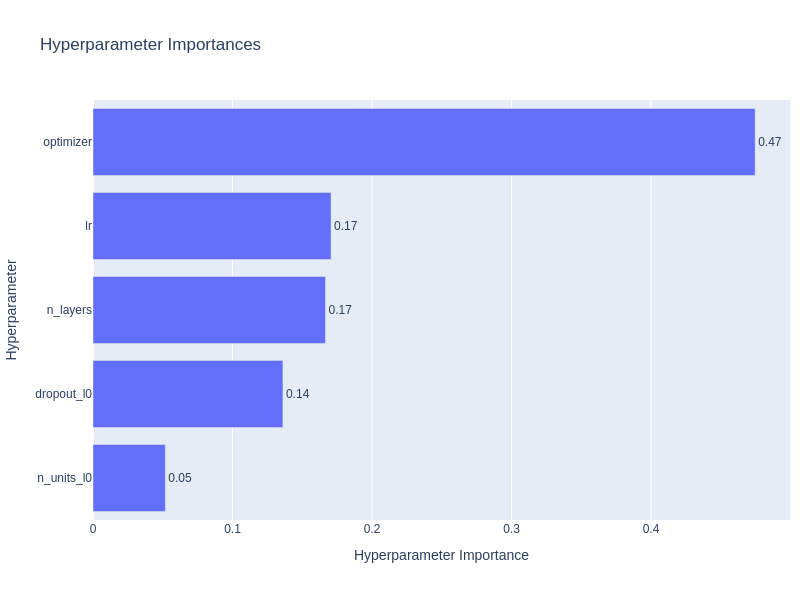 Hyperparameter Importances
Hyperparameter
optimizer
0.47
lr
0.17
n_layers
0.17
dropout_l0
0.14
n_units_l0
0.05
0
0.1
0.2
0.3
0.4
Hyperparameter Importance